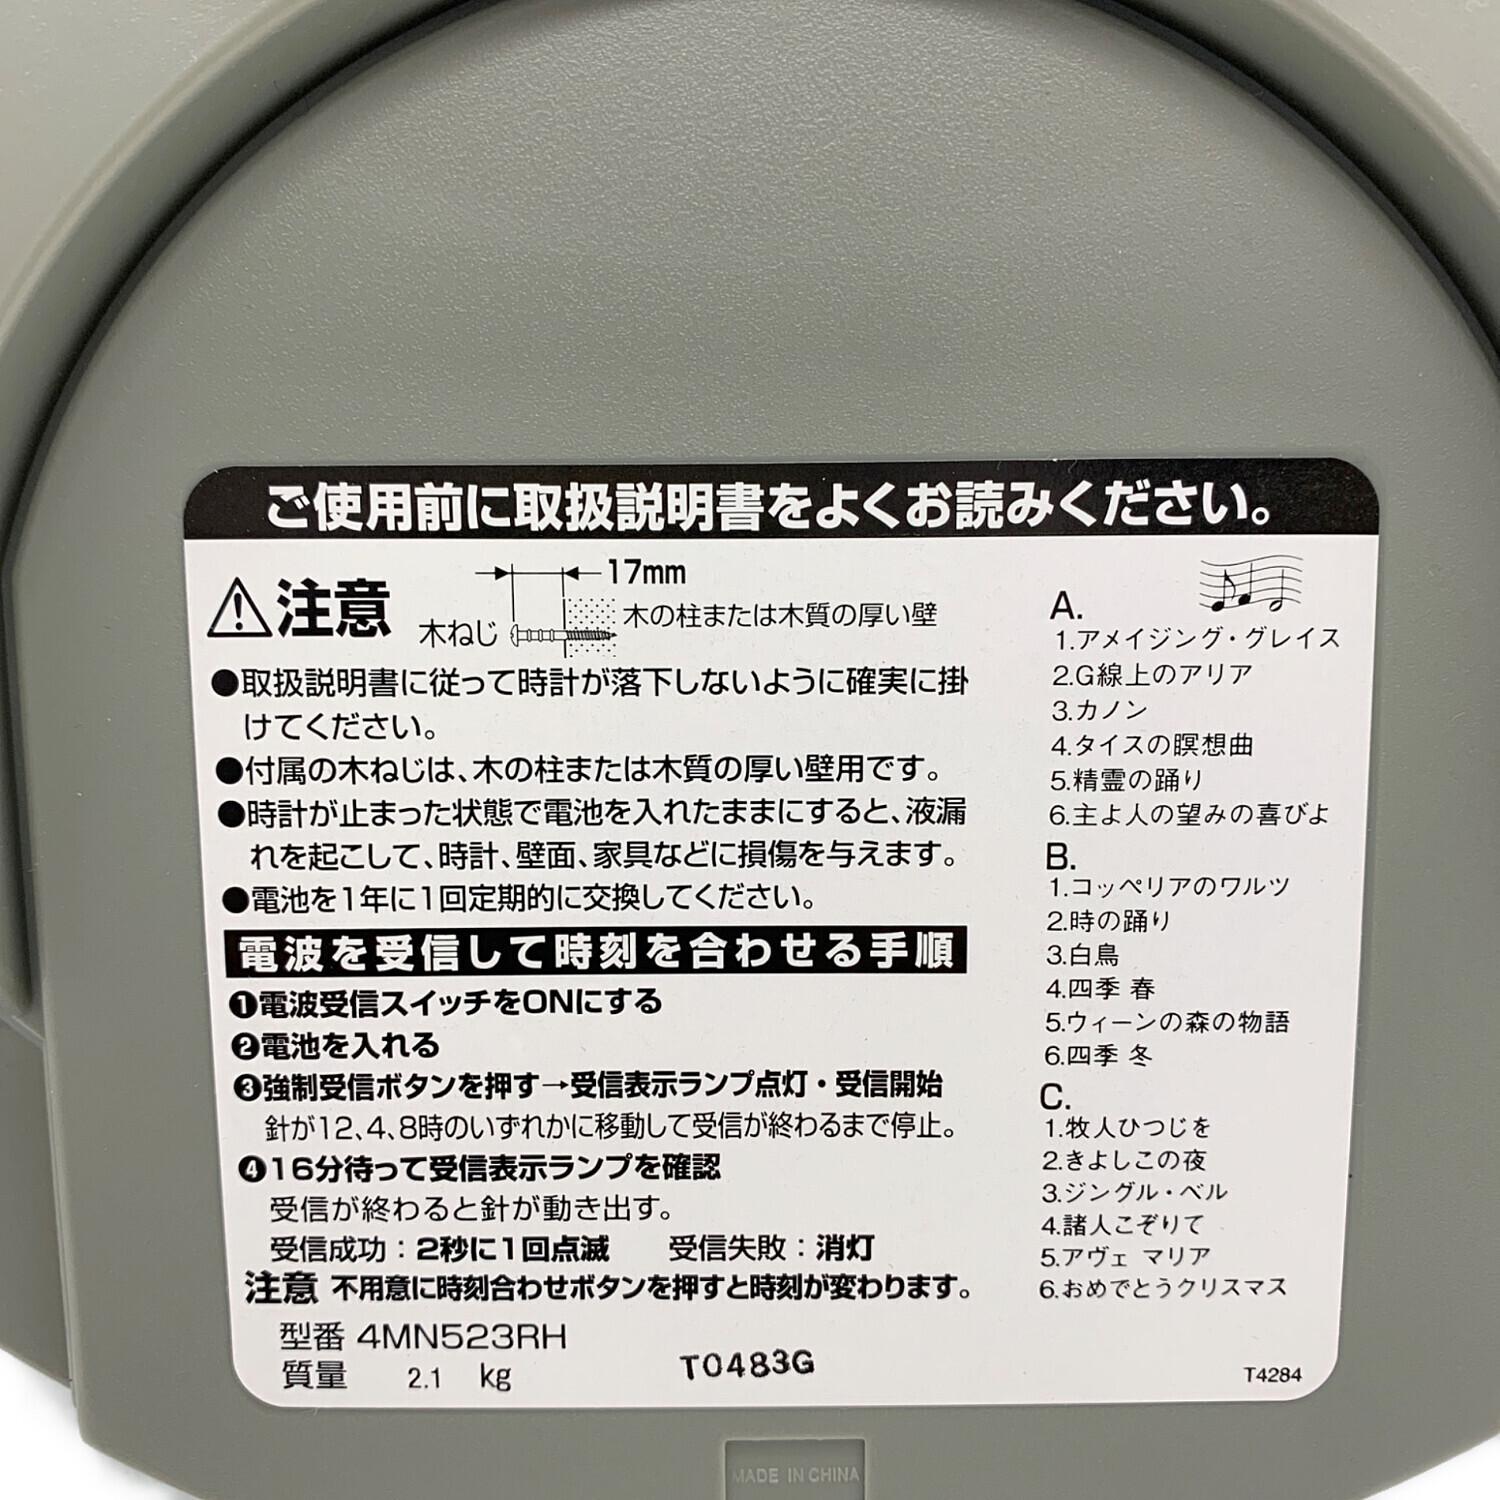 ご使用前に取扱説明書をよくお読みください。
注意
17mm
木ねじ
木の柱または木質の厚い壁
●取扱説明書に従って時計が落下しないように確実に掛
けてください。
●付属の木ねじは、木の柱または木質の厚い壁用です。
●時計が止まった状態で電池を入れたままにすると、液漏
れを起こして、時計、壁面、家具などに損傷を与えます。
●電池を1年に1回定期的に交換してください。
電波を受信して時刻を合わせる手順
❶電波受信スイッチをONにする
❷電池を入れる
❸強制受信ボタンを押す→受信表示ランプ点灯・受信開始
針が12、4、8時のいずれかに移動して受信が終わるまで停止。
❹16分待って受信表示ランプを確認
受信が終わると針が動き出す。
受信成功：2秒に1回点滅　受信失敗：消灯
注意 不用意に時刻合わせボタンを押すと時刻が変わります。
型番 4MN523RH
質量 2.1 kg
T0483G
A.
1.アメイジング・グレイス
2.G線上のアリア
3.カノン
4.タイスの瞑想曲
5.精霊の踊り
6.主よ人の望みの喜びよ
B.
1.コッペリアのワルツ
2.時の踊り
3.白鳥
4.四季 春
5.ウィーンの森の物語
6.四季 冬
C.
1.牧人ひつじを
2.きよしこの夜
3.ジングル・ベル
4.諸人こぞりて
5.アヴェ マリア
6.おめでとうクリスマス
T4284
MADE IN CHINA